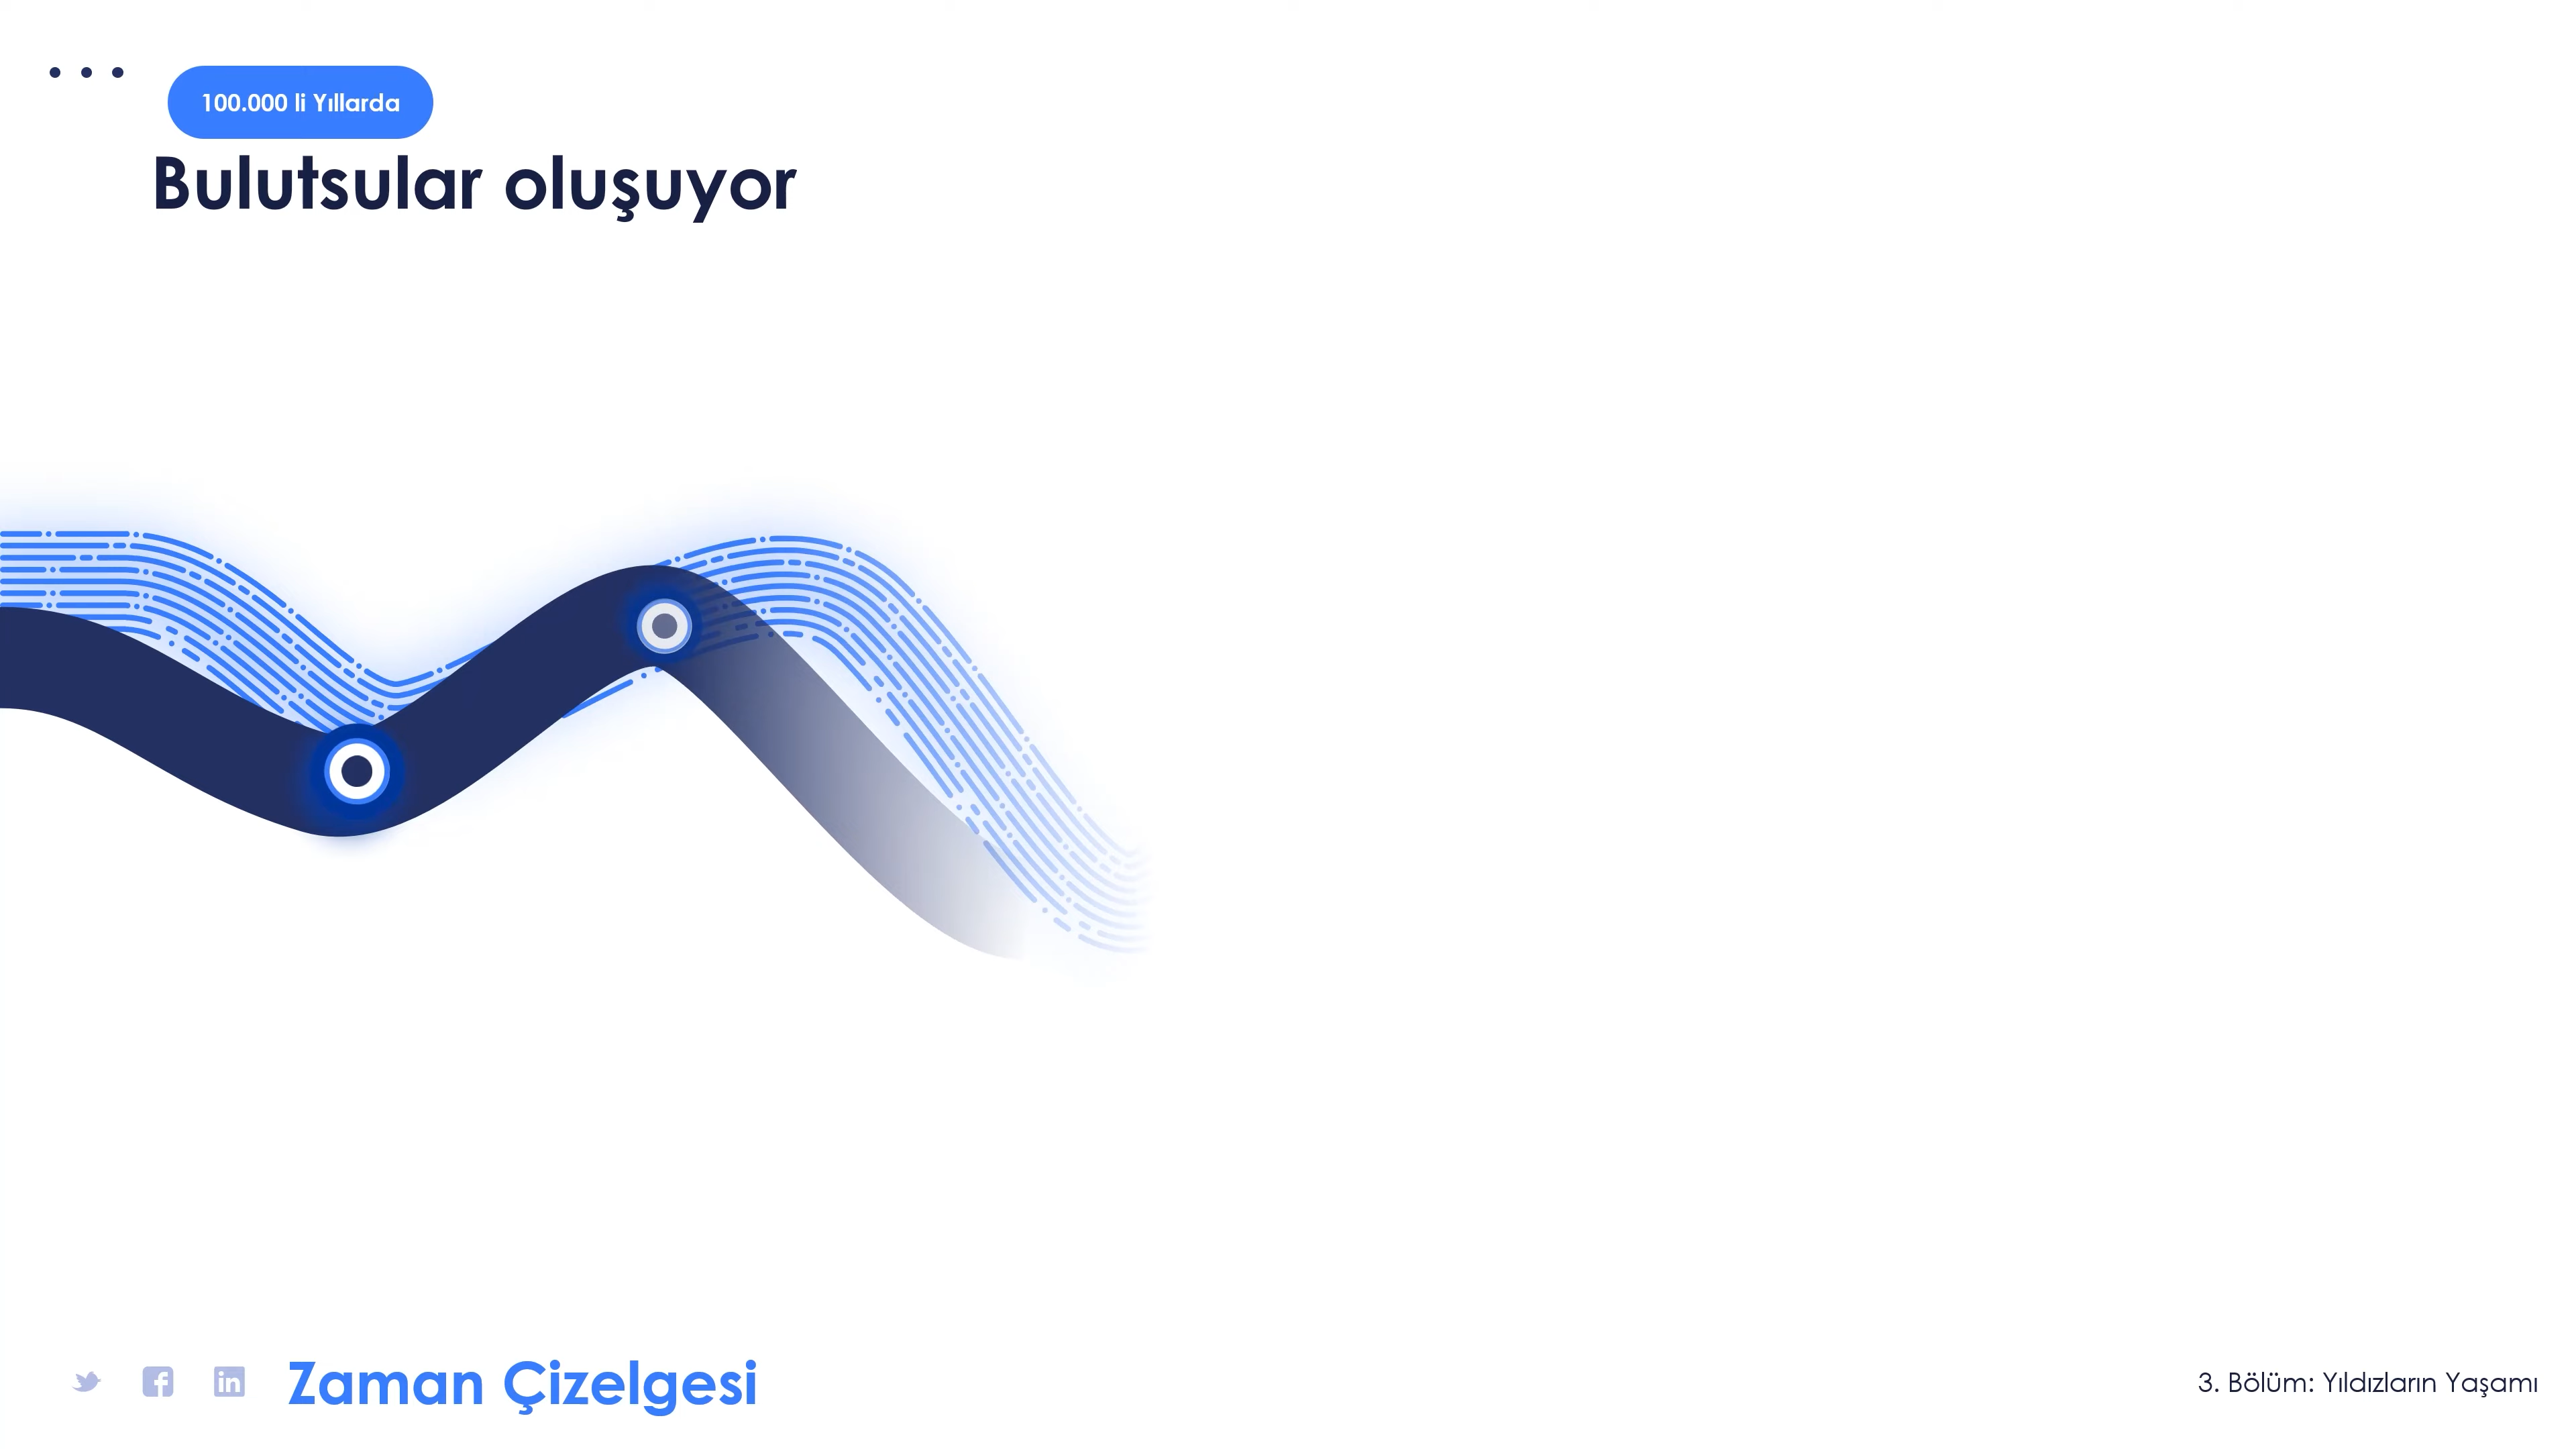 100.000 li Yıllarda
Bulutsular oluşuyor
Zaman Çizelgesi
3. Bölüm: Yıldızların Yaşamı